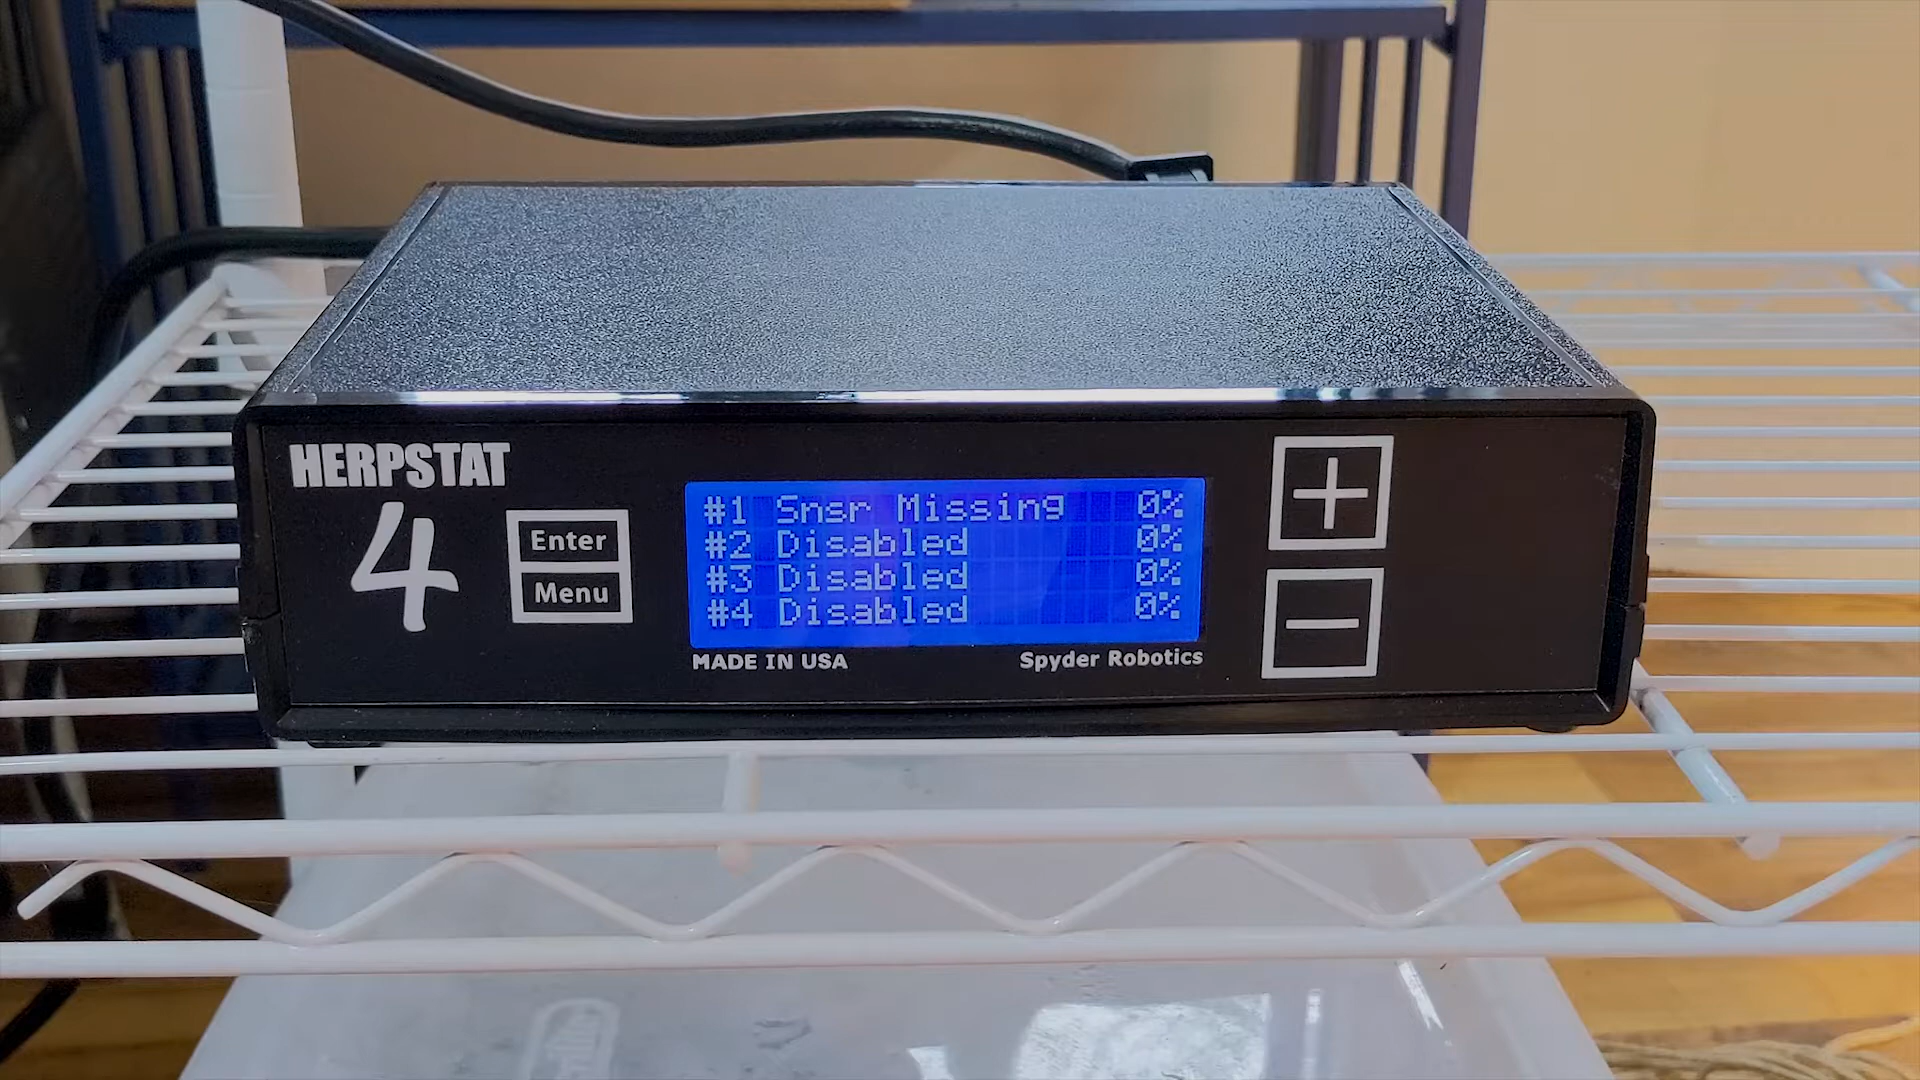 HERPSTAT
4
Enter
Menu
#1 Snsr Missing 0%
#2 Disabled 0%
#3 Disabled 0%
#4 Disabled 0%
MADE IN USA
Spyder Robotics
+
−